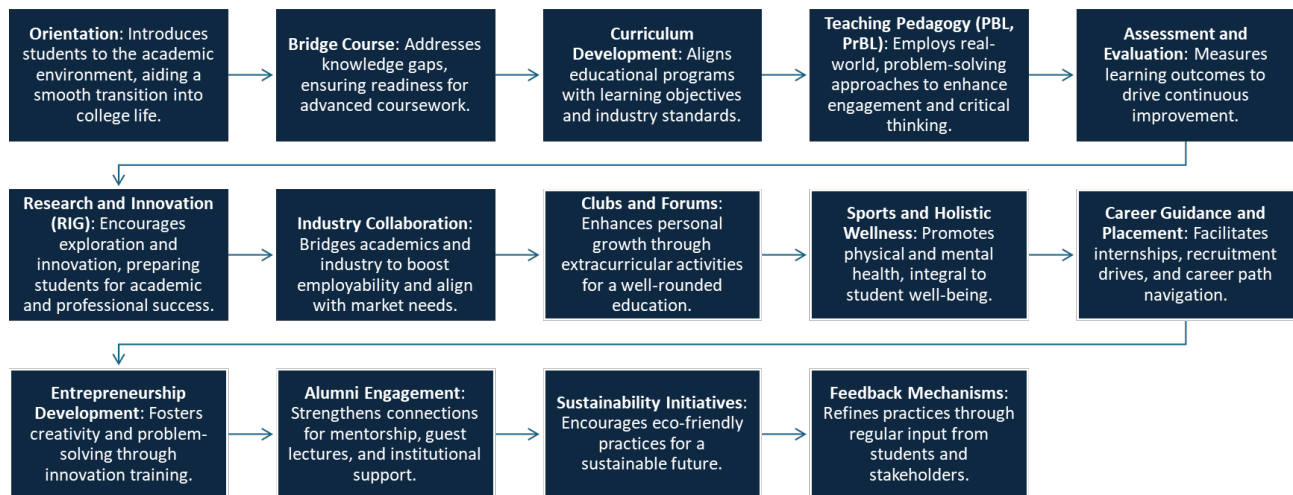 Orientation: Introduces
students to the academic
environment, aiding a
smooth transition into
college life.
Bridge Course: Addresses
knowledge gaps,
ensuring readiness for
advanced coursework.
Curriculum
Development: Aligns
educational programs
with learning objectives
and industry standards.
Teaching Pedagogy (PBL,
PrBL): Employs real-
world, problem-solving
approaches to enhance
engagement and critical
thinking.
Assessment and
Evaluation: Measures
learning outcomes to
drive continuous
improvement.
Research and Innovation
(RIG): Encourages
exploration and
innovation, preparing
students for academic
and professional success.
Industry Collaboration:
Bridges academics and
industry to boost
employability and align
with market needs.
Clubs and Forums:
Enhances personal
growth through
extracurricular activities
for a well-rounded
education.
Sports and Holistic
Wellness: Promotes
physical and mental
health, integral to
student well-being.
Career Guidance and
Placement: Facilitates
internships, recruitment
drives, and career path
navigation.
Entrepreneurship
Development: Fosters
creativity and problem-
solving through
innovation training.
Alumni Engagement:
Strengthens connections
for mentorship, guest
lectures, and institutional
support.
Sustainability Initiatives:
Encourages eco-friendly
practices for a
sustainable future.
Feedback Mechanisms:
Refines practices through
regular input from
students and
stakeholders.